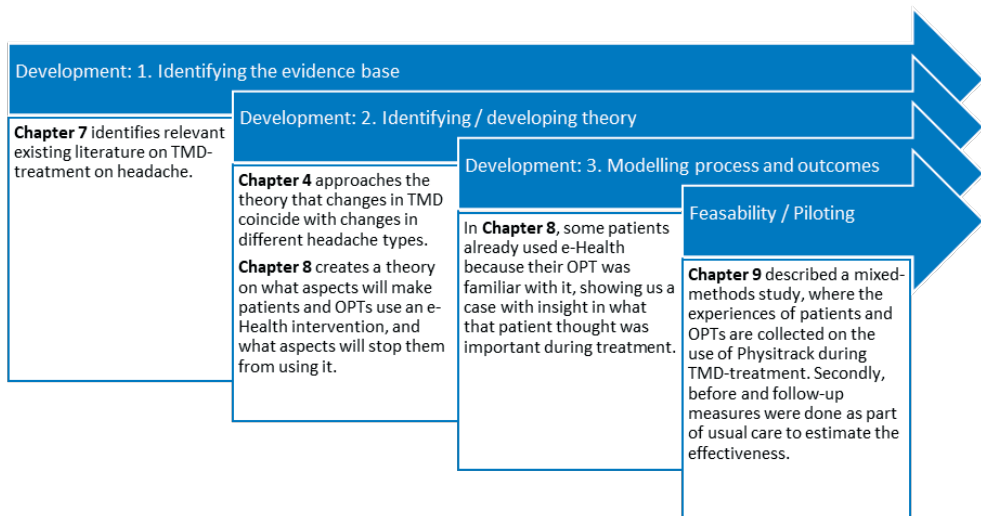 Development: 1. Identifying the evidence base
Chapter 7 identifies relevant
existing literature on TMD-
treatment on headache.
Development: 2. Identifying / developing theory
Chapter 4 approaches the
theory that changes in TMD
coincide with changes in
different headache types.
Chapter 8 creates a theory
on what aspects will make
patients and OPTs use an e-
Health intervention, and
what aspects will stop them
from using it.
Development: 3. Modelling process and outcomes
In Chapter 8, some patients
already used e-Health
because their OPT was
familiar with it, showing us a
case with insight in what
that patient thought was
important during treatment.
Feasability / Piloting
Chapter 9 described a mixed-
methods study, where the
experiences of patients and
OPTs are collected on the
use of Physitrack during
TMD-treatment. Secondly,
before and follow-up
measures were done as part
of usual care to estimate the
effectiveness.